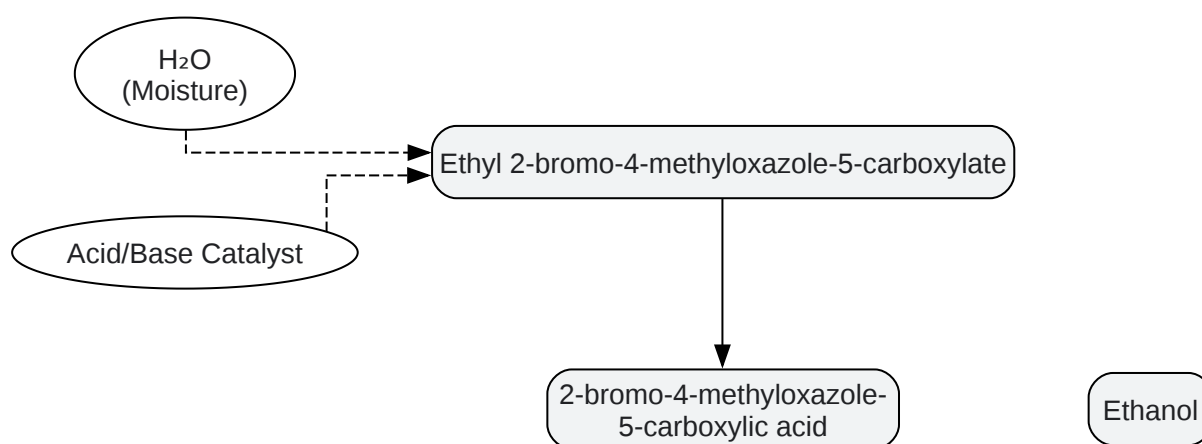 H₂O
(Moisture)
Ethyl 2-bromo-4-methyloxazole-5-carboxylate
Acid/Base Catalyst
2-bromo-4-methyloxazole-
5-carboxylic acid
Ethanol